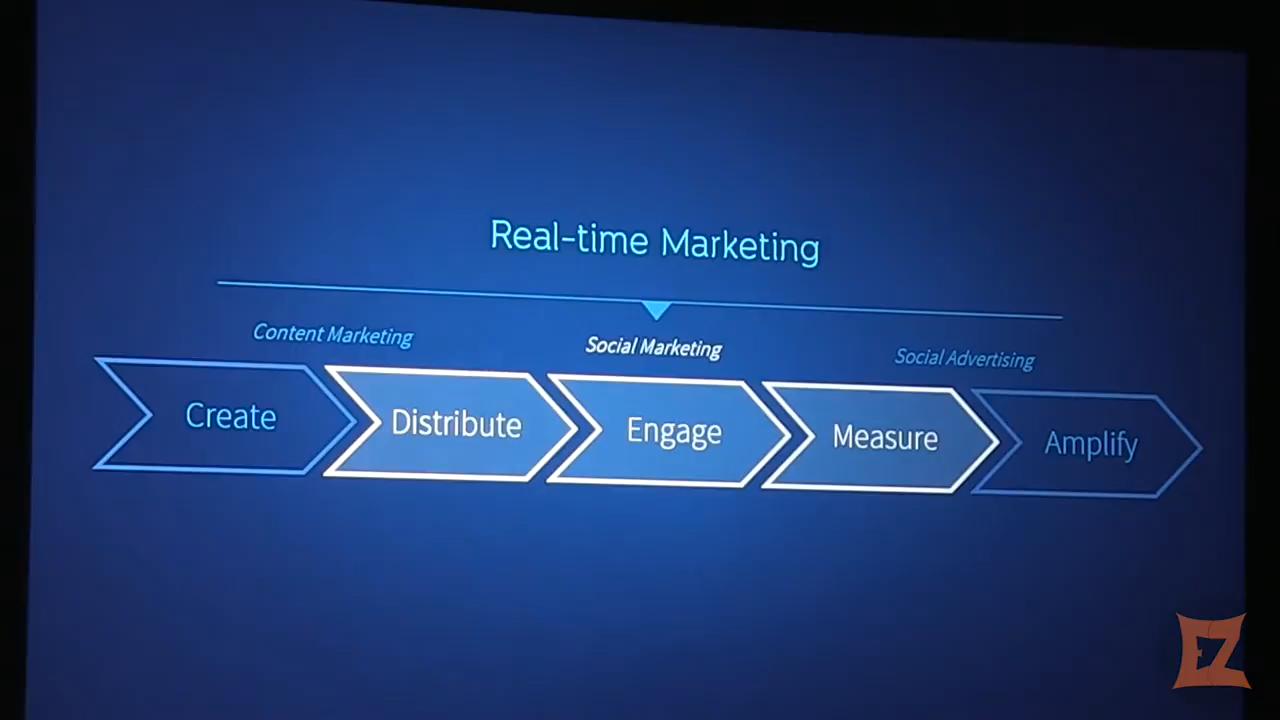 Real-time Marketing
Content Marketing
Social Marketing
Social Advertising
Create
Distribute
Engage
Measure
Amplify
EZ